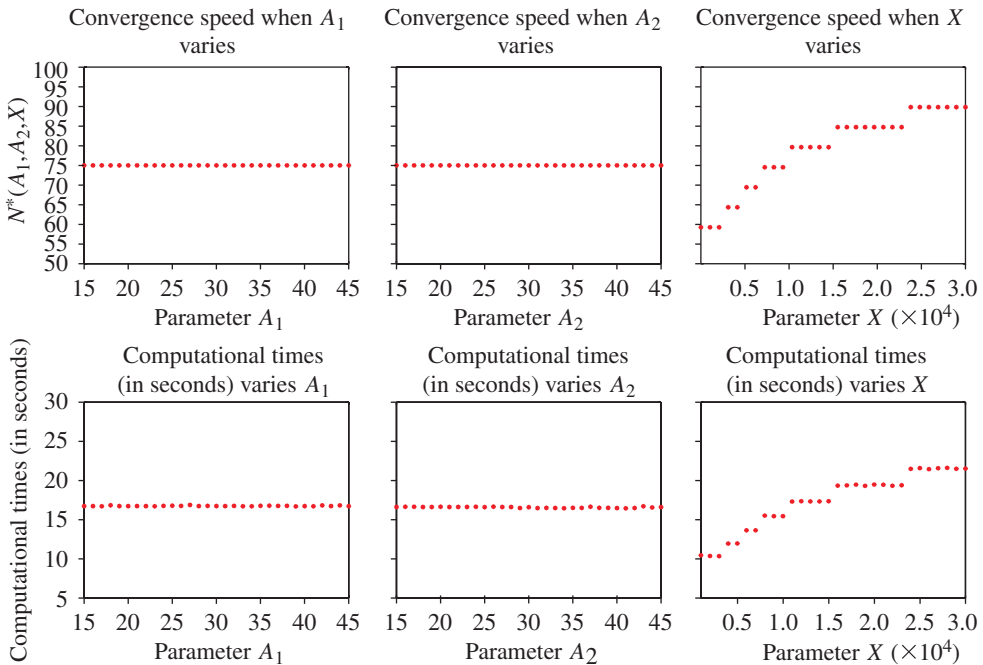 Convergence speed when A₁
varies
Convergence speed when A₂
varies
Convergence speed when X
varies
N*(A₁,A₂,X)
100
95
90
85
80
75
70
65
60
55
50
15 20 25 30 35 40 45
15 20 25 30 35 40 45
0.5 1.0 1.5 2.0 2.5 3.0
Parameter A₁
Parameter A₂
Parameter X (×10⁴)
Computational times
(in seconds) varies A₁
Computational times
(in seconds) varies A₂
Computational times
(in seconds) varies X
Computational times (in seconds)
30
25
20
15
10
5
15 20 25 30 35 40 45
15 20 25 30 35 40 45
0.5 1.0 1.5 2.0 2.5 3.0
Parameter A₁
Parameter A₂
Parameter X (×10⁴)